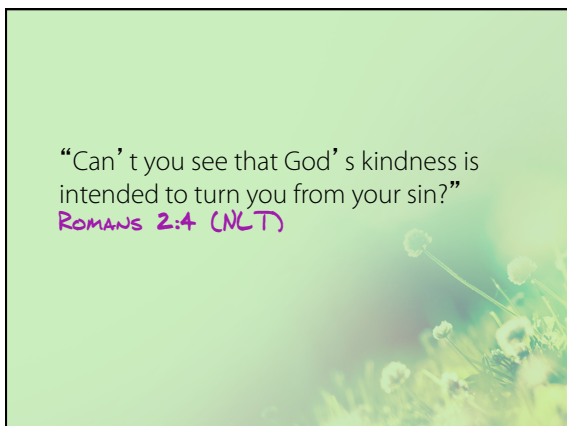 “Can’t you see that God’s kindness is
intended to turn you from your sin?”
ROMANS 2:4 (NLT)